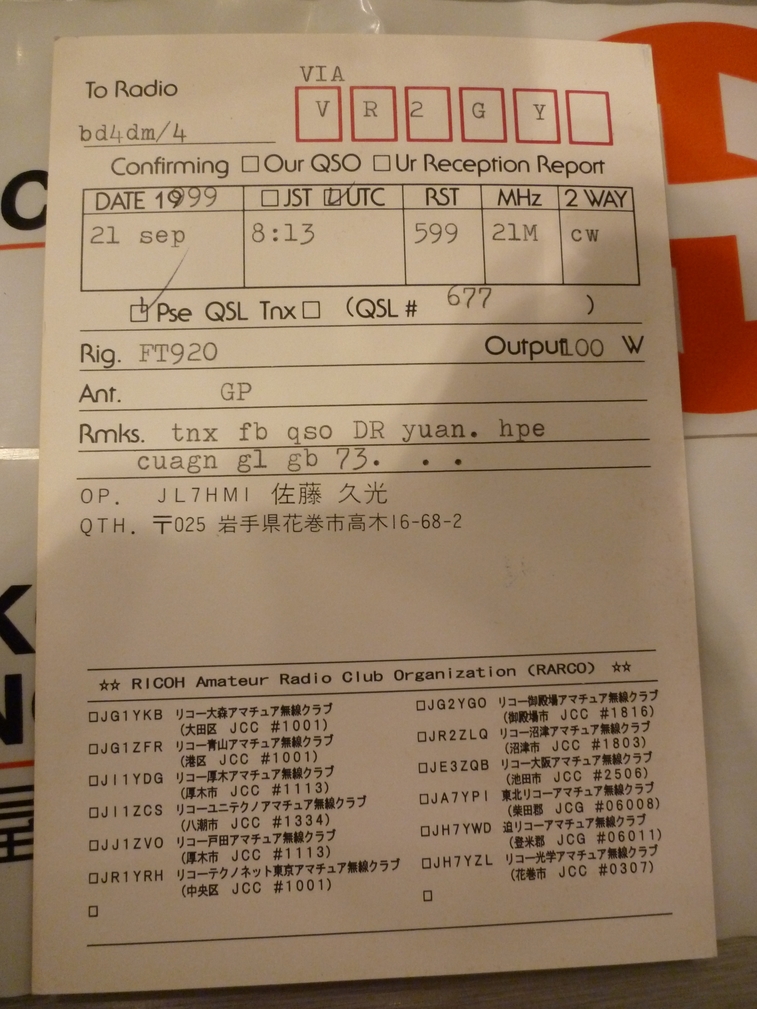 VIA
To Radio V R 2 G Y
bd4dm/4
Confirming □Our QSO □Ur Reception Report
DATE 1999 □JST ☑UTC RST MHz 2 WAY
21 sep 8:13 599 21M cw
☑Pse QSL Tnx□ (QSL # 677 )
Rig. FT920 Output100 W
Ant. GP
Rmks. tnx fb qso DR yuan. hpe
cuagn gl gb 73. . .
OP. JL7HMI 佐藤 久光
QTH. 〒025 岩手県花巻市高木16-68-2
☆☆ RICOH Amateur Radio Club Organization (RARCO) ☆☆
□JG1YKB リコー大森アマチュア無線クラブ
(大田区 JCC #1001)
□JG1ZFR リコー青山アマチュア無線クラブ
(港区 JCC #1001)
□JI1YDG リコー厚木アマチュア無線クラブ
(厚木市 JCC #1113)
□JI1ZCS リコーユニテクノアマチュア無線クラブ
(八潮市 JCC #1334)
□JJ1ZVO リコー戸田アマチュア無線クラブ
(厚木市 JCC #1113)
□JR1YRH リコーテクノネット東京アマチュア無線クラブ
(中央区 JCC #1001)
□
□JG2YGO リコー御殿場アマチュア無線クラブ
(御殿場市 JCC #1816)
□JR2ZLQ リコー沼津アマチュア無線クラブ
(沼津市 JCC #1803)
□JE3ZQB リコー大阪アマチュア無線クラブ
(池田市 JCC #2506)
□JA7YPI 東北リコーアマチュア無線クラブ
(柴田郡 JCG #06008)
□JH7YWD 迫リコーアマチュア無線クラブ
(登米郡 JCG #06011)
□JH7YZL リコー光学アマチュア無線クラブ
(花巻市 JCC #0307)
□